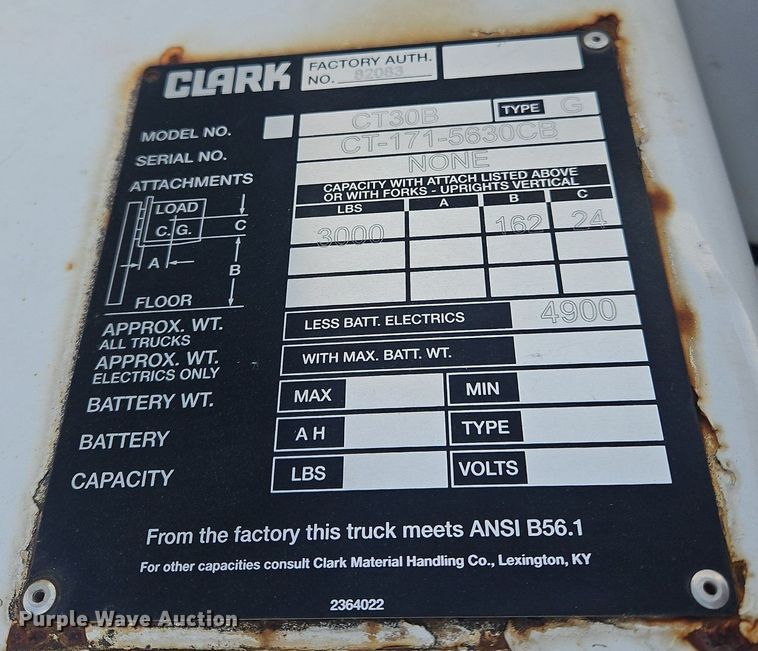 CLARK
FACTORY AUTH.
NO. 82083
MODEL NO. CT30B TYPE G
SERIAL NO. CT-171-5630CB
ATTACHMENTS NONE
CAPACITY WITH ATTACH LISTED ABOVE
OR WITH FORKS - UPRIGHTS VERTICAL
LBS A B C
3000 162 24
LOAD
C. G.
C
A
B
FLOOR
APPROX. WT.
ALL TRUCKS
LESS BATT. ELECTRICS 4900
APPROX. WT.
ELECTRICS ONLY
WITH MAX. BATT. WT.
BATTERY WT. MAX MIN
BATTERY AH TYPE
CAPACITY LBS VOLTS
From the factory this truck meets ANSI B56.1
For other capacities consult Clark Material Handling Co., Lexington, KY
2364022
Purple Wave Auction